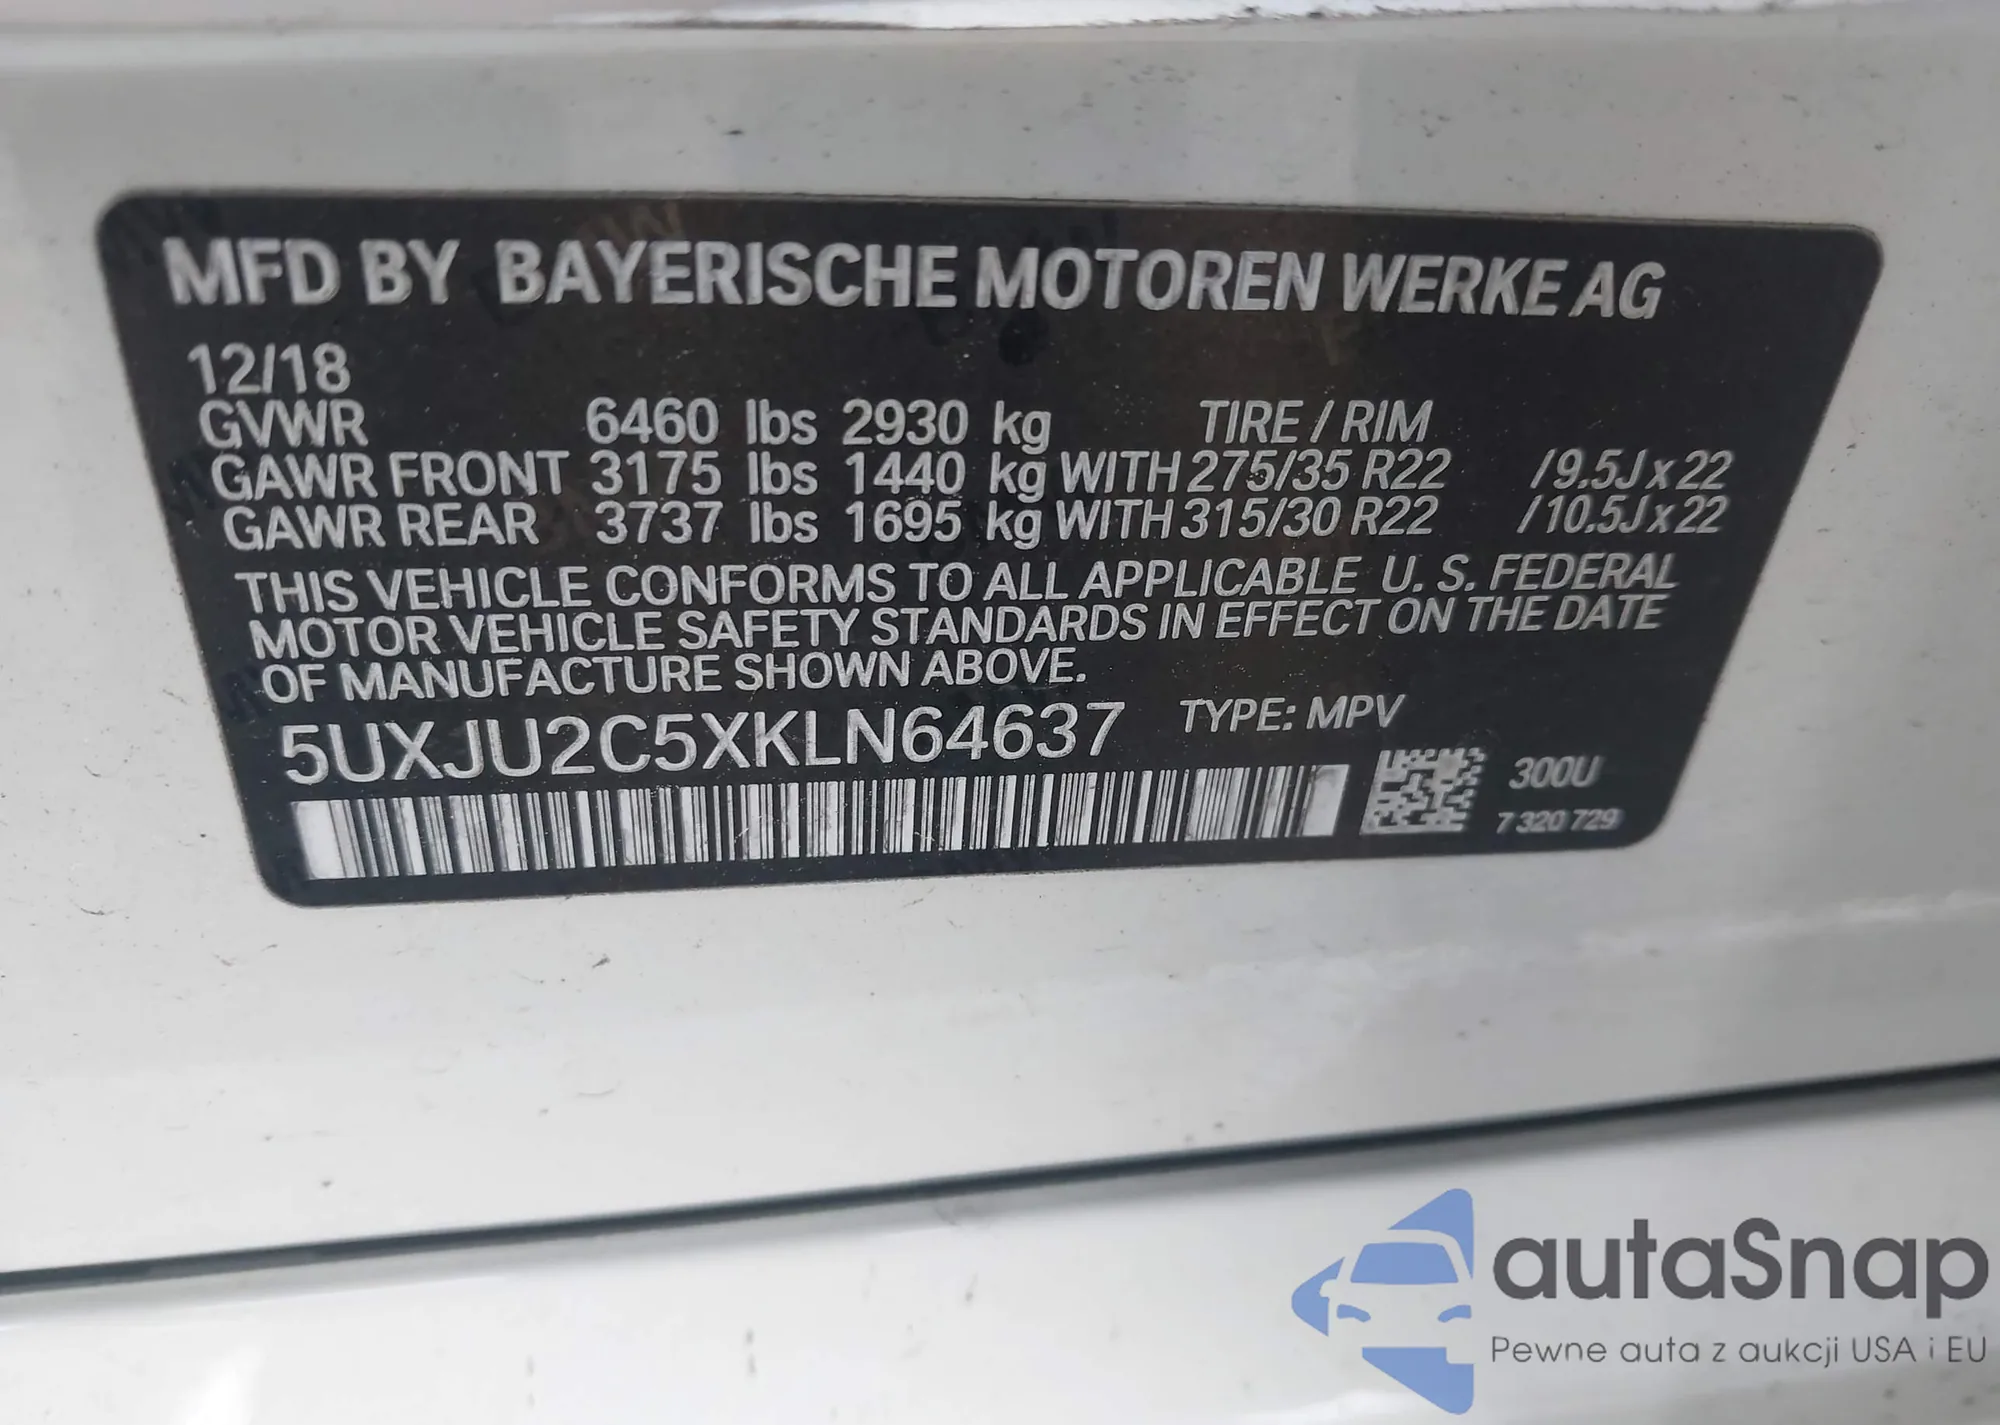 MFD BY BAYERISCHE MOTOREN WERKE AG
12/18
GVWR 6460 lbs 2930 kg TIRE / RIM
GAWR FRONT 3175 lbs 1440 kg WITH 275/35 R22 /9.5J x 22
GAWR REAR 3737 lbs 1695 kg WITH 315/30 R22 /10.5J x 22
THIS VEHICLE CONFORMS TO ALL APPLICABLE U. S. FEDERAL
MOTOR VEHICLE SAFETY STANDARDS IN EFFECT ON THE DATE
OF MANUFACTURE SHOWN ABOVE.
5UXJU2C5XKLN64637 TYPE: MPV
300U
7 320 729
autaSnap
Pewne auta z aukcji USA i EU